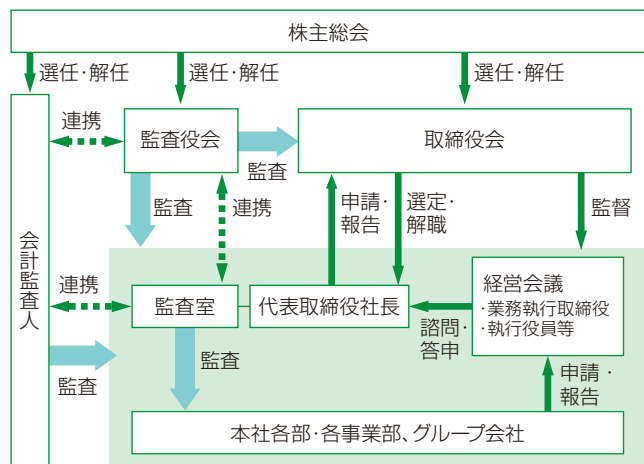 株主総会
選任・解任
選任・解任
選任・解任
連携
監査役会
監査
取締役会
監査
連携
申請・
報告
選定・
解職
監督
会計監査人
連携
監査室
代表取締役社長
経営会議
・業務執行取締役
・執行役員等
諮問・
答申
監査
監査
申請・
報告
本社各部・各事業部、グループ会社